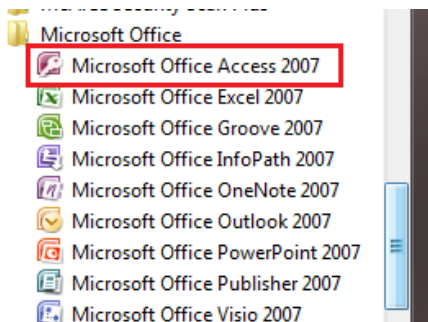 Microsoft Office
Microsoft Office Access 2007
Microsoft Office Excel 2007
Microsoft Office Groove 2007
Microsoft Office InfoPath 2007
Microsoft Office OneNote 2007
Microsoft Office Outlook 2007
Microsoft Office PowerPoint 2007
Microsoft Office Publisher 2007
Microsoft Office Visio 2007